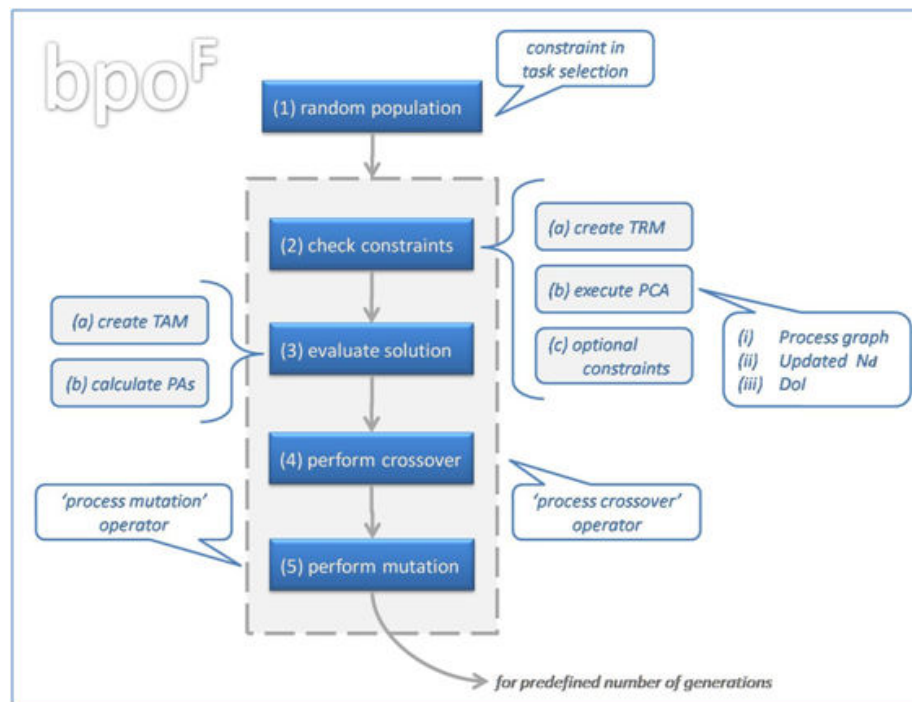 bpoF
constraint in
task selection
(1) random population
(2) check constraints
(a) create TRM
(b) execute PCA
(c) optional
constraints
(i) Process graph
(ii) Updated Nd
(iii) DoI
(a) create TAM
(b) calculate PAs
(3) evaluate solution
(4) perform crossover
'process crossover'
operator
'process mutation'
operator
(5) perform mutation
for predefined number of generations